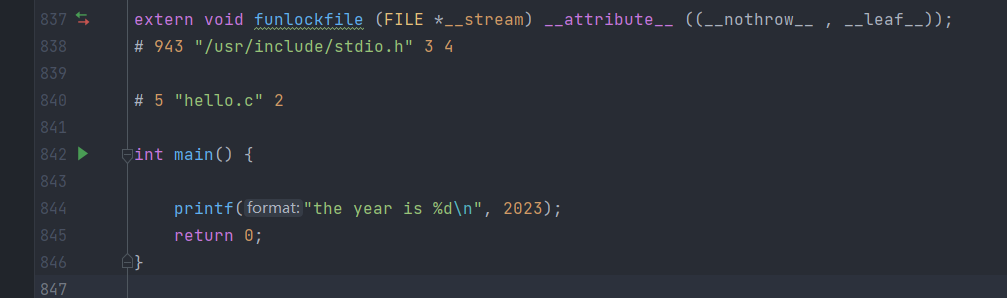 837 extern void funlockfile (FILE *__stream) __attribute__ ((__nothrow__ , __leaf__));
838 # 943 "/usr/include/stdio.h" 3 4
839
840 # 5 "hello.c" 2
841
842 int main() {
843
844 printf(format:"the year is %d\n", 2023);
845 return 0;
846 }
847